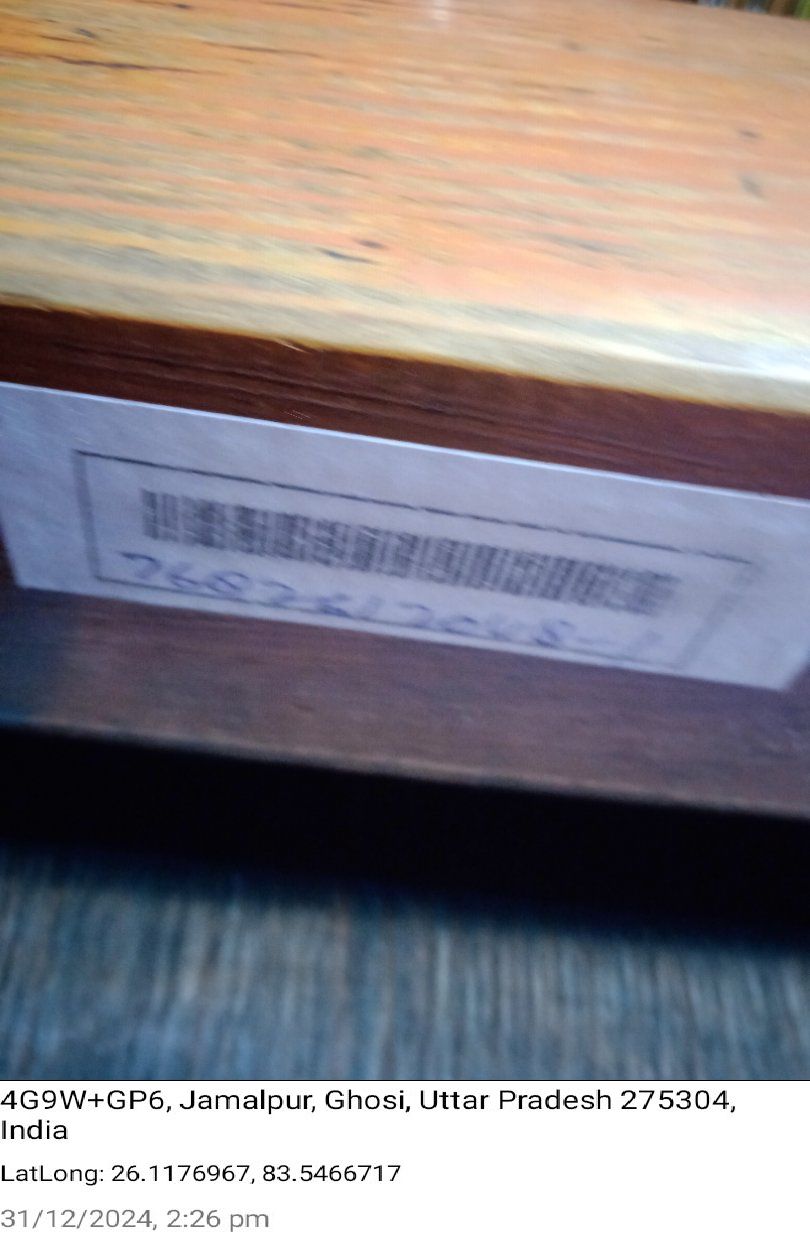 4G9W+GP6, Jamalpur, Ghosi, Uttar Pradesh 275304,
India
LatLong: 26.1176967, 83.5466717
31/12/2024, 2:26 pm